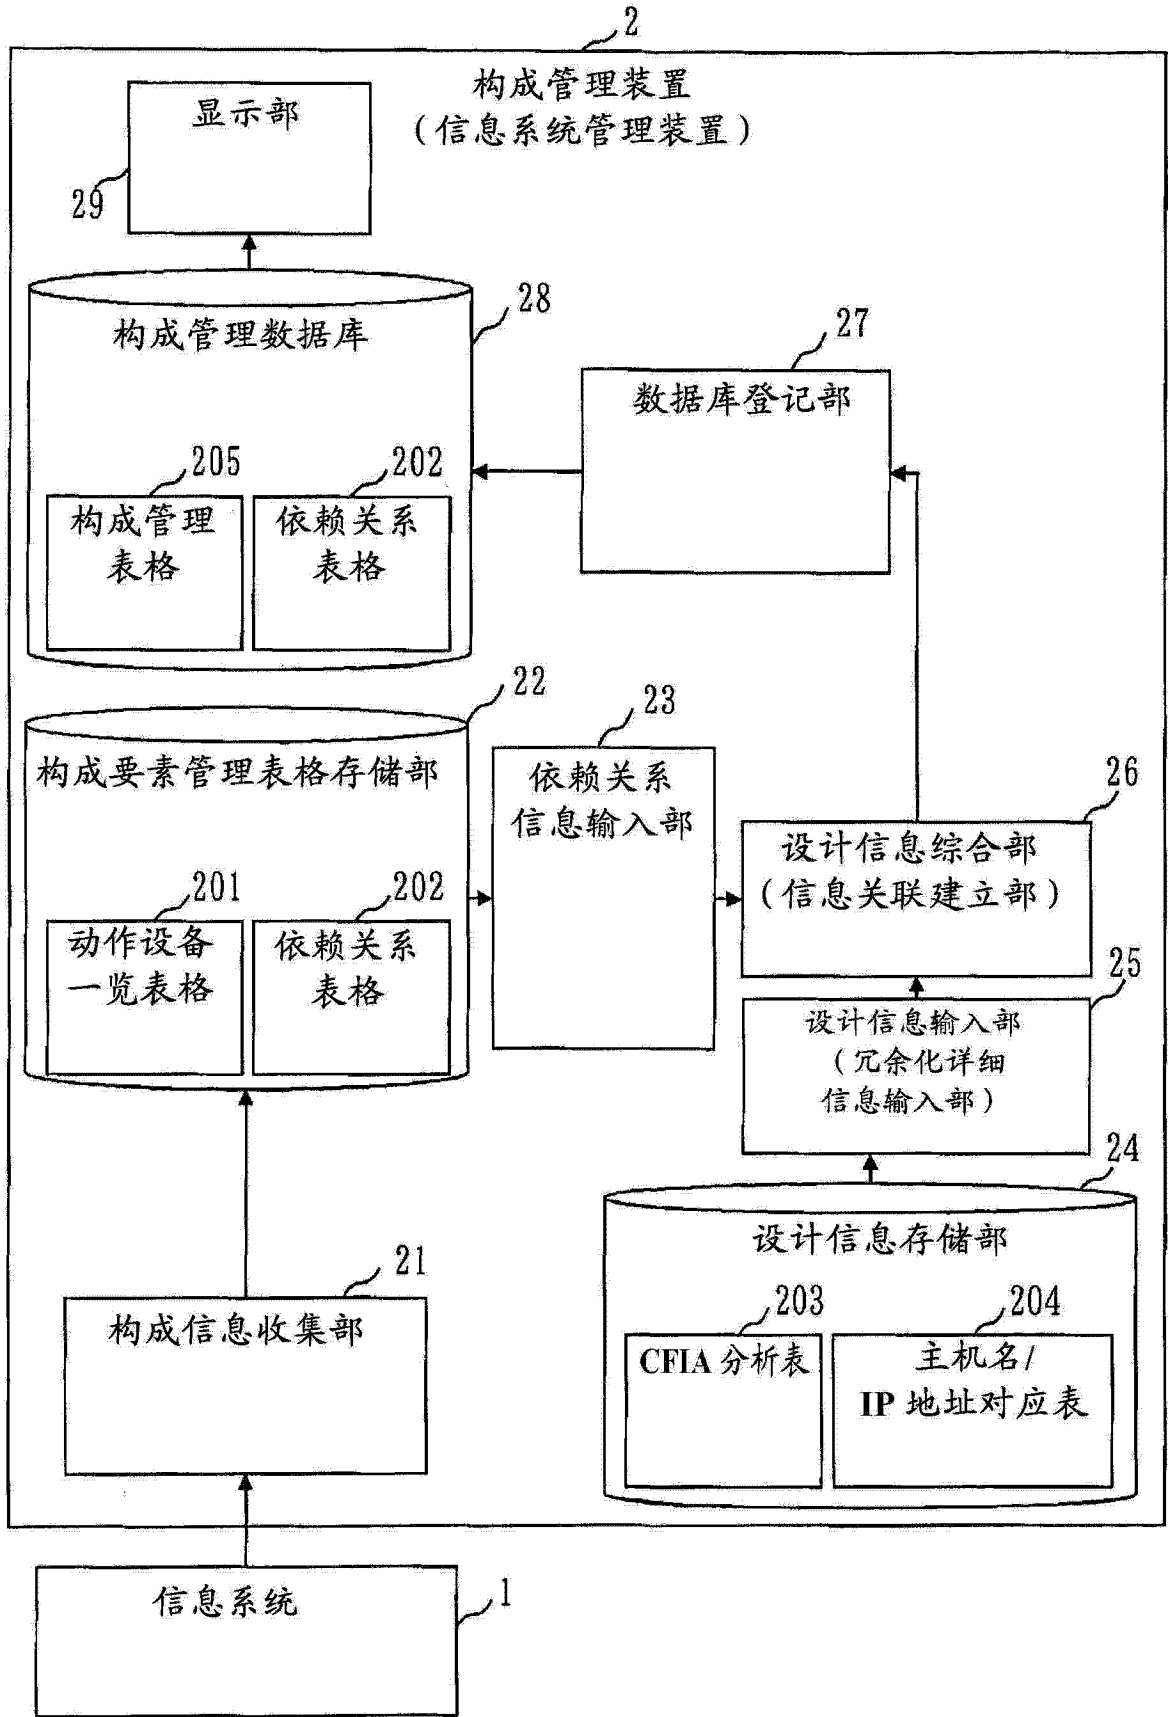 2
构成管理装置
（信息系统管理装置）
显示部
29
28
构成管理数据库
27
数据库登记部
205
202
构成管理
表格
依赖关系
表格
22
构成要素管理表格存储部
23
依赖关系
信息输入部
26
设计信息综合部
（信息关联建立部）
201
202
动作设备
一览表格
依赖关系
表格
25
设计信息输入部
（冗余化详细
信息输入部）
24
设计信息存储部
21
构成信息收集部
203
204
CFIA 分析表
主机名/
IP 地址对应表
信息系统
1